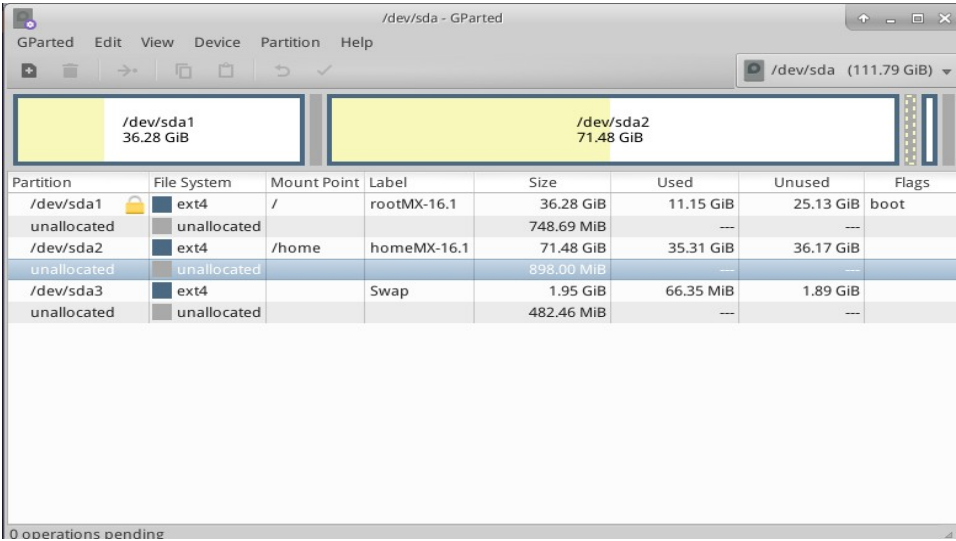 /dev/sda - GParted
GParted Edit View Device Partition Help
/dev/sda (111.79 GiB)
/dev/sda1
36.28 GiB
/dev/sda2
71.48 GiB
Partition File System Mount Point Label Size Used Unused Flags
/dev/sda1 ext4 / rootMX-16.1 36.28 GiB 11.15 GiB 25.13 GiB boot
unallocated unallocated 748.69 MiB --- ---
/dev/sda2 ext4 /home homeMX-16.1 71.48 GiB 35.31 GiB 36.17 GiB
unallocated unallocated 898.00 MiB --- ---
/dev/sda3 ext4 Swap 1.95 GiB 66.35 MiB 1.89 GiB
unallocated unallocated 482.46 MiB --- ---
0 operations pending